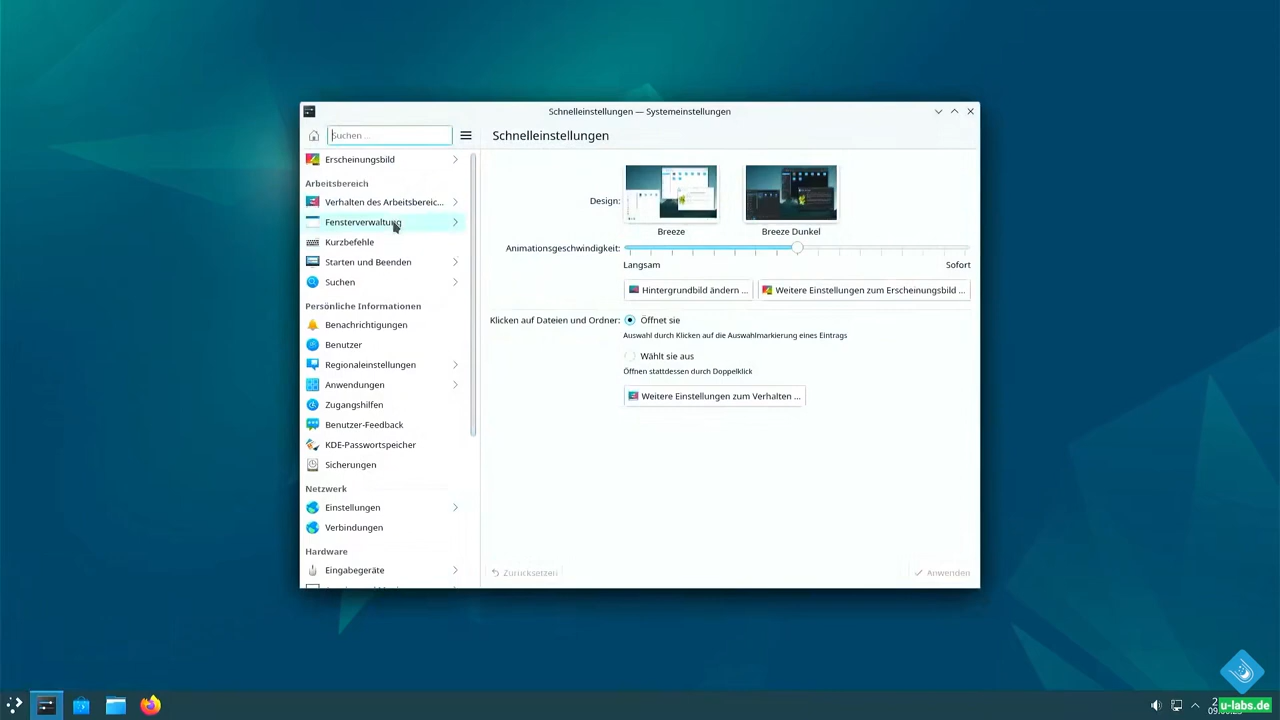 Schnelleinstellungen — Systemeinstellungen
Suchen ...
Schnelleinstellungen
Erscheinungsbild
Arbeitsbereich
Verhalten des Arbeitsbereic...
Fensterverwaltung
Kurzbefehle
Starten und Beenden
Suchen
Persönliche Informationen
Benachrichtigungen
Benutzer
Regionaleinstellungen
Anwendungen
Zugangshilfen
Benutzer-Feedback
KDE-Passwortspeicher
Sicherungen
Netzwerk
Einstellungen
Verbindungen
Hardware
Eingabegeräte
Design:
Breeze
Breeze Dunkel
Animationsgeschwindigkeit:
Langsam
Sofort
Hintergrundbild ändern ...
Weitere Einstellungen zum Erscheinungsbild ...
Klicken auf Dateien und Ordner:
Öffnet sie
Auswahl durch Klicken auf die Auswahlmarkierung eines Eintrags
Wählt sie aus
Öffnen stattdessen durch Doppelklick
Weitere Einstellungen zum Verhalten ...
Zurücksetzen
Anwenden
u-labs.de